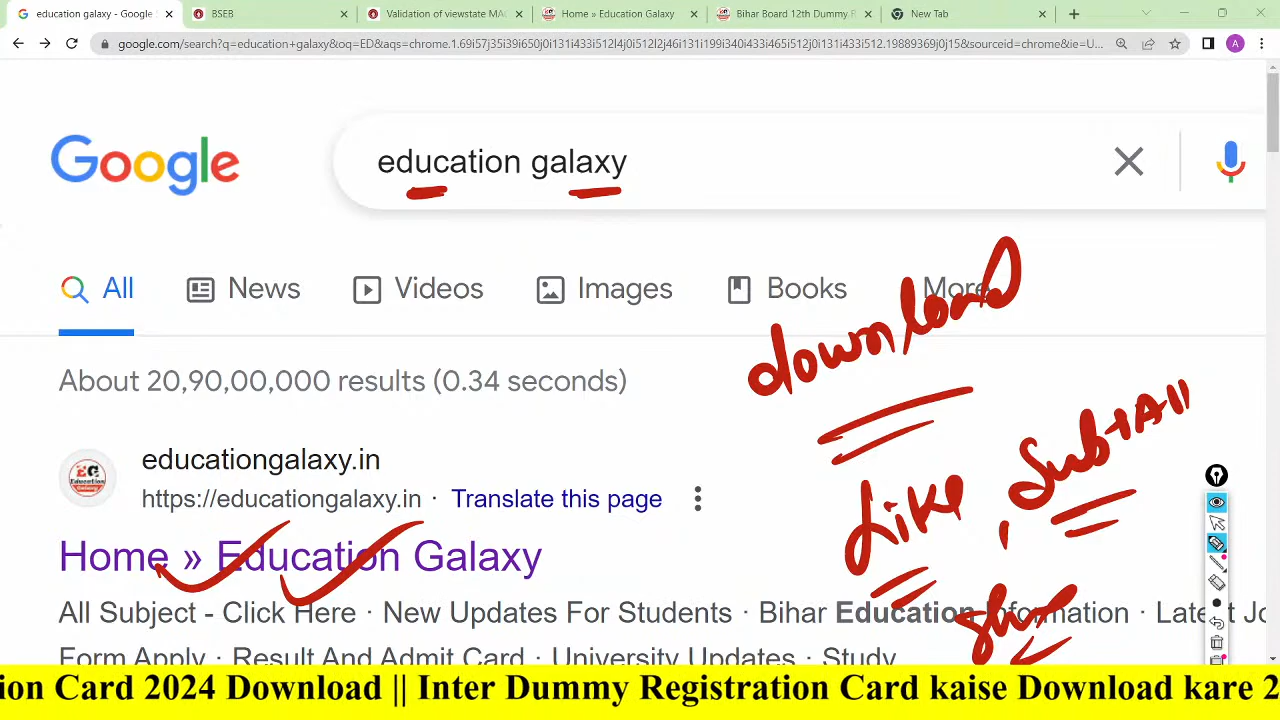 education galaxy - Google
BSEB
education galaxy - Google
Validation of viewstate MA
Home » Education Galaxy
Bihar Board 12th Dummy R
New Tab
google.com/search?q=education+galaxy&oq=ED&aqs=chrome.1.69i57j35i39i650j0i131i433i512l4j0i512l2j46i131i199i340i433i465i512j0i131i433i512.19889369j0j15&sourceid=chrome&ie=U...
A
Google
education galaxy
All
News
Videos
Images
Books
More
download
About 20,90,00,000 results (0.34 seconds)
educationgalaxy.in
https://educationgalaxy.in · Translate this page
Like,
Home » Education Galaxy
All Subject - Click Here · New Updates For Students · Bihar Education Information · Latest Jo
Form Apply · Result And Admit Card · University Updates · Study
ion Card 2024 Download || Inter Dummy Registration Card kaise Download kare 2